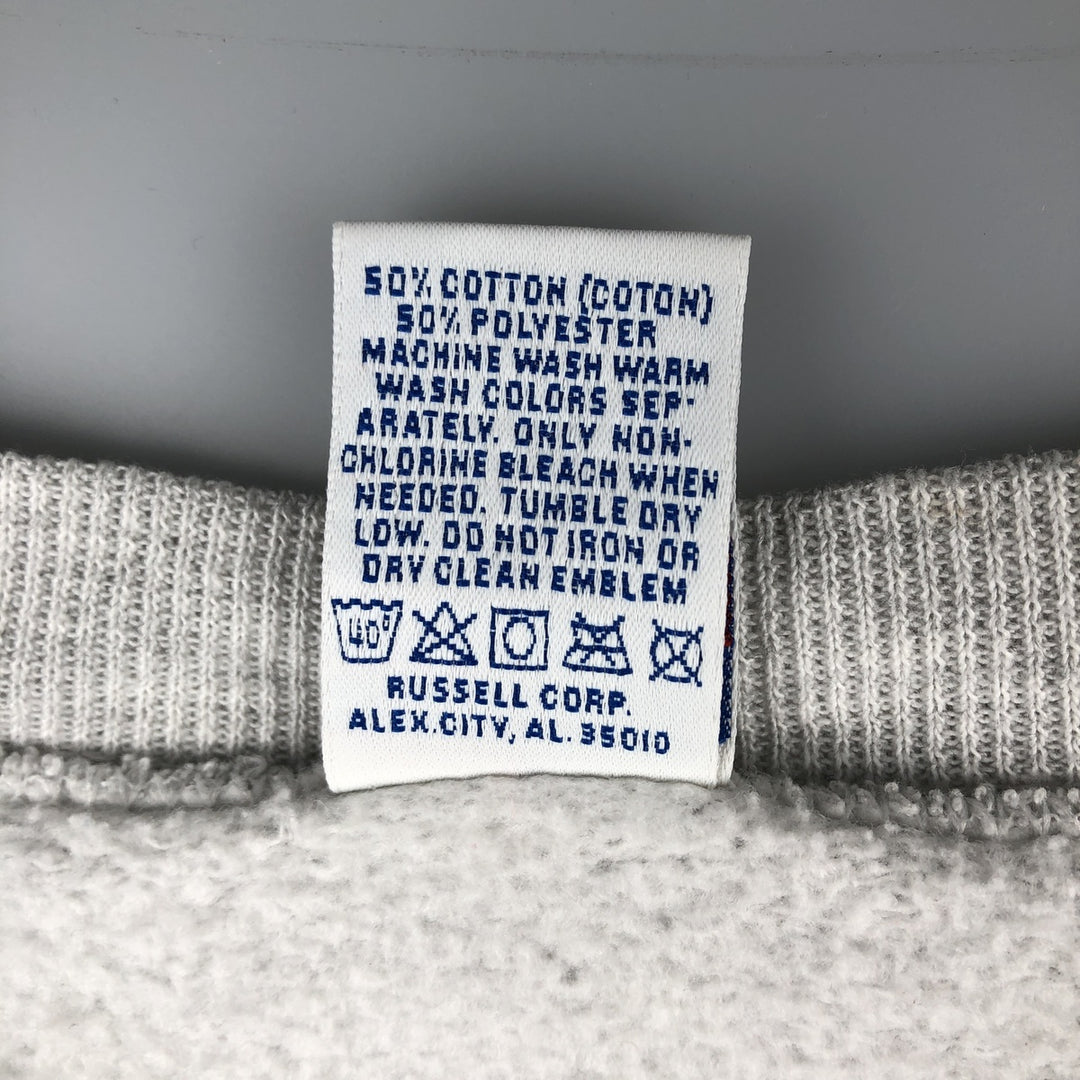 50% COTTON (COTON)
50% POLYESTER
MACHINE WASH WARM
WASH COLORS SEP-
ARATELY. ONLY NON-
CHLORINE BLEACH WHEN
NEEDED. TUMBLE DRY
LOW. DO NOT IRON OR
DRY CLEAN EMBLEM
40°
RUSSELL CORP.
ALEX.CITY, AL. 35010